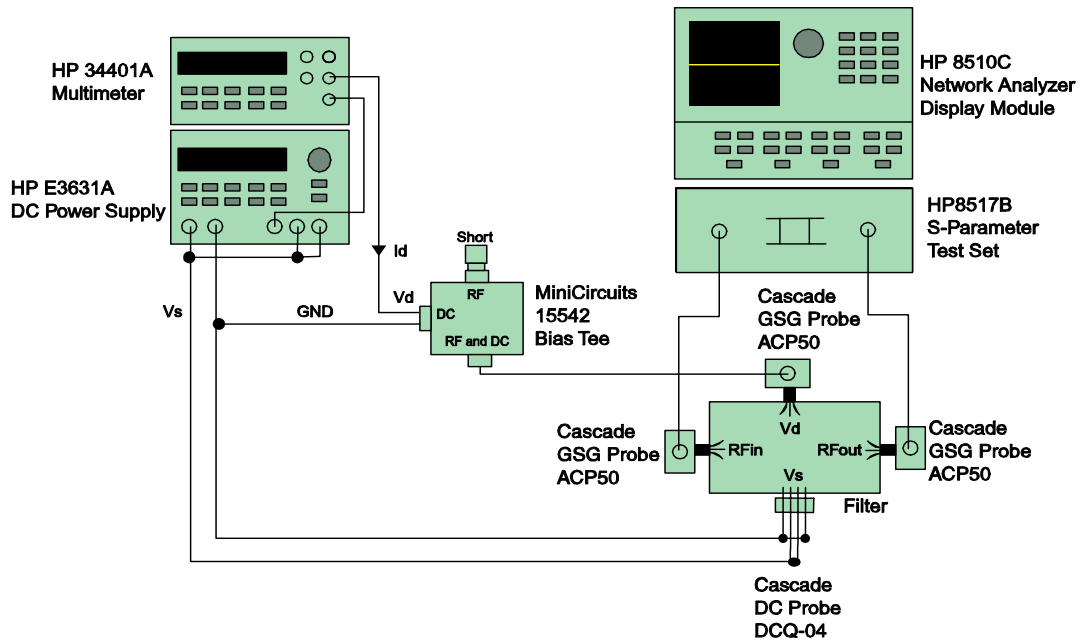 HP 34401A
Multimeter
HP E3631A
DC Power Supply
HP 8510C
Network Analyzer
Display Module
HP8517B
S-Parameter
Test Set
Short
Id
Vd
Vs
GND
RF
DC
RF and DC
MiniCircuits
15542
Bias Tee
Cascade
GSG Probe
ACP50
Cascade
GSG Probe
ACP50
Vd
RFin
RFout
Vs
Cascade
GSG Probe
ACP50
Filter
Cascade
DC Probe
DCQ-04